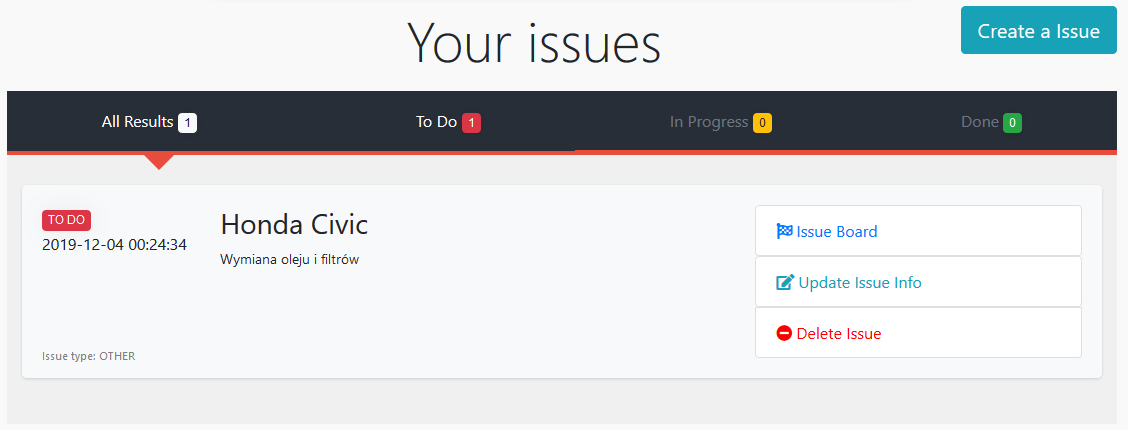 Your issues
Create a Issue
All Results 1
To Do 1
In Progress 0
Done 0
TO DO
2019-12-04 00:24:34
Honda Civic
Wymiana oleju i filtrów
Issue type: OTHER
Issue Board
Update Issue Info
Delete Issue